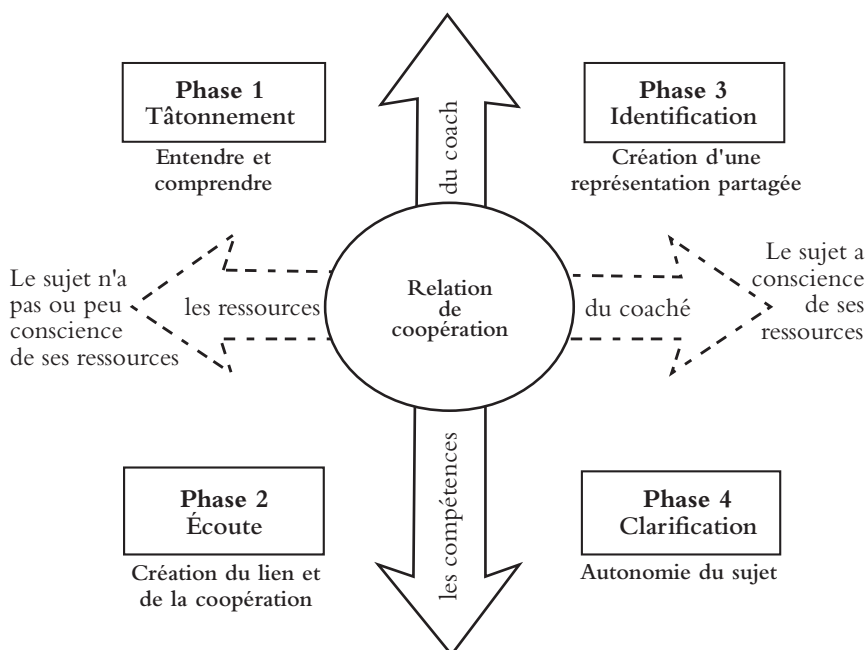 Phase 1
Tâtonnement
Entendre et
comprendre
du coach
Phase 3
Identification
Création d'une
représentation partagée
Le sujet n'a
pas ou peu
conscience
de ses ressources
les ressources
Relation
de
coopération
du coaché
Le sujet a
conscience
de ses
ressources
Phase 2
Écoute
Création du lien et
de la coopération
les compétences
Phase 4
Clarification
Autonomie du sujet